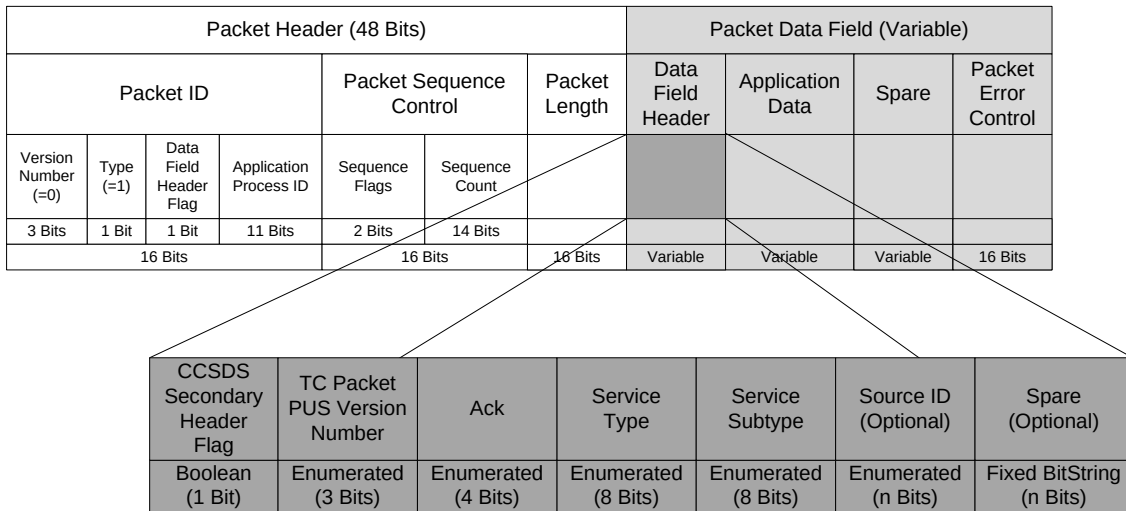 Packet Header (48 Bits)
Packet Data Field (Variable)
Packet ID
Packet Sequence
Control
Packet
Length
Data
Field
Header
Application
Data
Spare
Packet
Error
Control
Version
Number
(=0)
Type
(=1)
Data
Field
Header
Flag
Application
Process ID
Sequence
Flags
Sequence
Count
3 Bits
1 Bit
1 Bit
11 Bits
2 Bits
14 Bits
16 Bits
16 Bits
16 Bits
Variable
Variable
Variable
16 Bits
CCSDS
Secondary
Header
Flag
TC Packet
PUS Version
Number
Ack
Service
Type
Service
Subtype
Source ID
(Optional)
Spare
(Optional)
Boolean
(1 Bit)
Enumerated
(3 Bits)
Enumerated
(4 Bits)
Enumerated
(8 Bits)
Enumerated
(8 Bits)
Enumerated
(n Bits)
Fixed BitString
(n Bits)